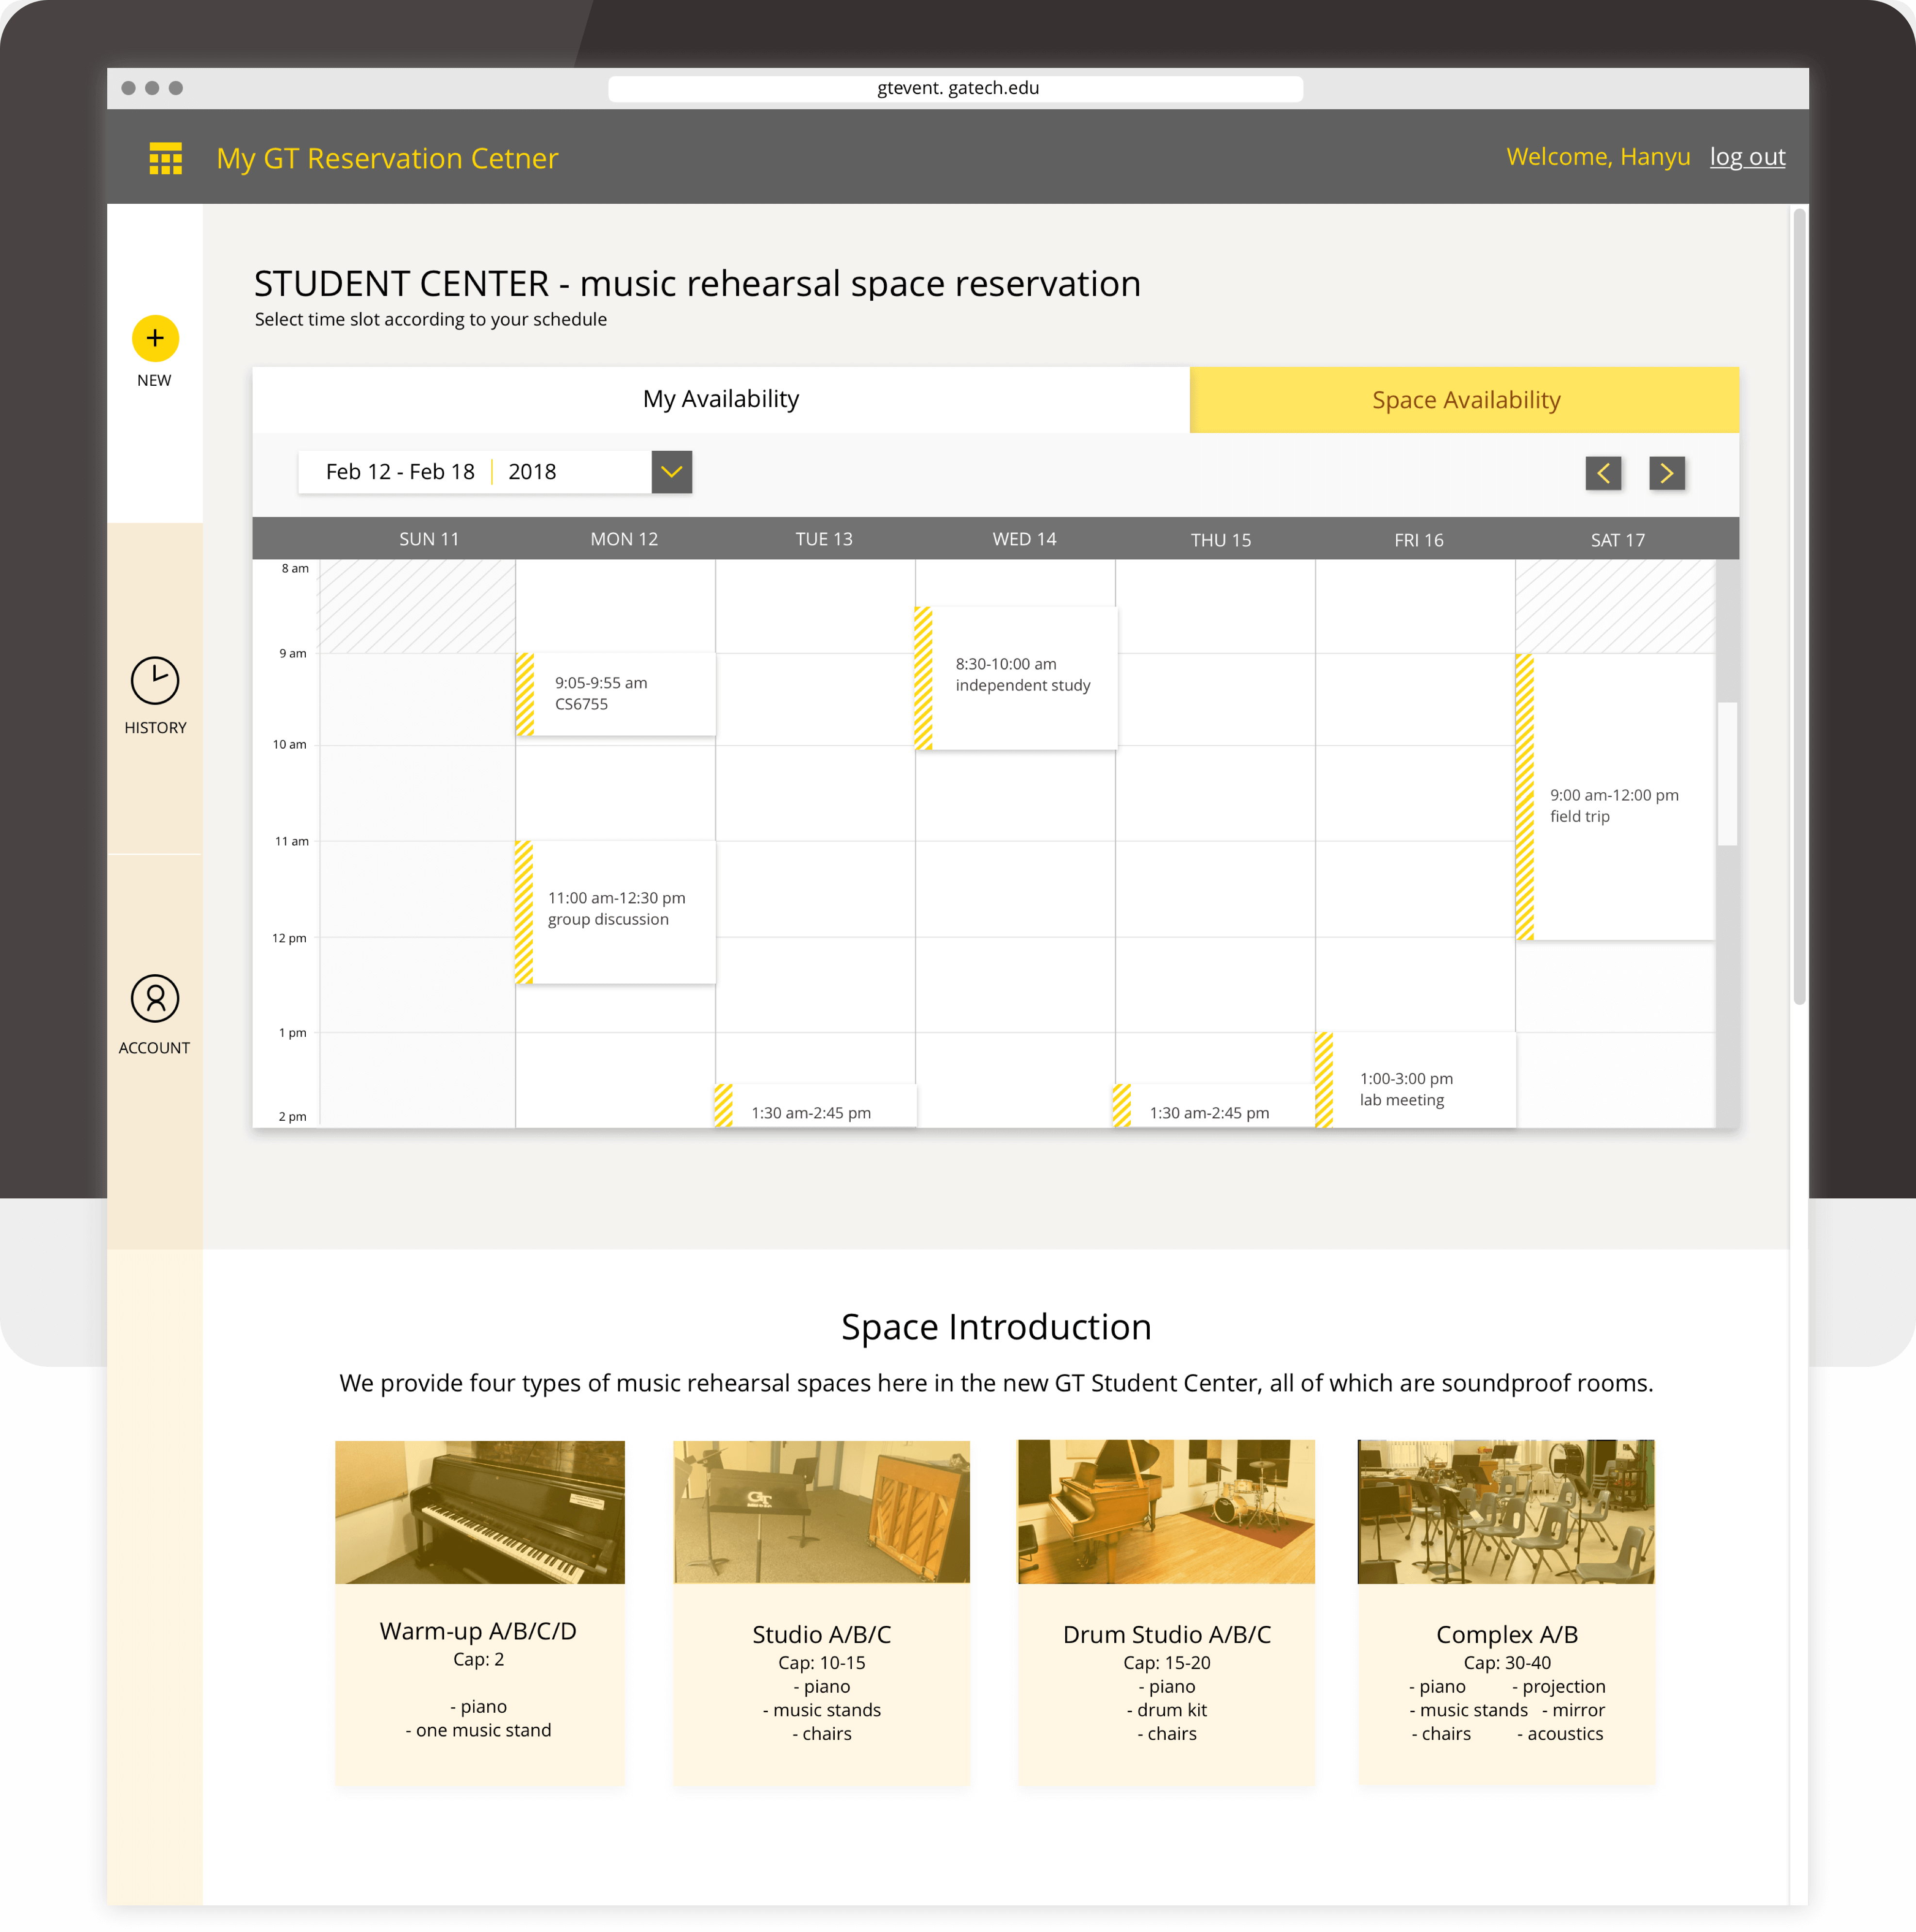 gtevent. gatech.edu
My GT Reservation Cetner
Welcome, Hanyu log out
STUDENT CENTER - music rehearsal space reservation
Select time slot according to your schedule
NEW
My Availability
Space Availability
Feb 12 - Feb 18 | 2018
SUN 11 MON 12 TUE 13 WED 14 THU 15 FRI 16 SAT 17
8 am
9 am
10 am
11 am
12 pm
1 pm
2 pm
9:05-9:55 am
CS6755
11:00 am-12:30 pm
group discussion
1:30 am-2:45 pm
8:30-10:00 am
independent study
1:30 am-2:45 pm
1:00-3:00 pm
lab meeting
9:00 am-12:00 pm
field trip
HISTORY
ACCOUNT
Space Introduction
We provide four types of music rehearsal spaces here in the new GT Student Center, all of which are soundproof rooms.
GT
Warm-up A/B/C/D
Cap: 2
- piano
- one music stand
Studio A/B/C
Cap: 10-15
- piano
- music stands
- chairs
Drum Studio A/B/C
Cap: 15-20
- piano
- drum kit
- chairs
Complex A/B
Cap: 30-40
- piano - projection
- music stands - mirror
- chairs - acoustics